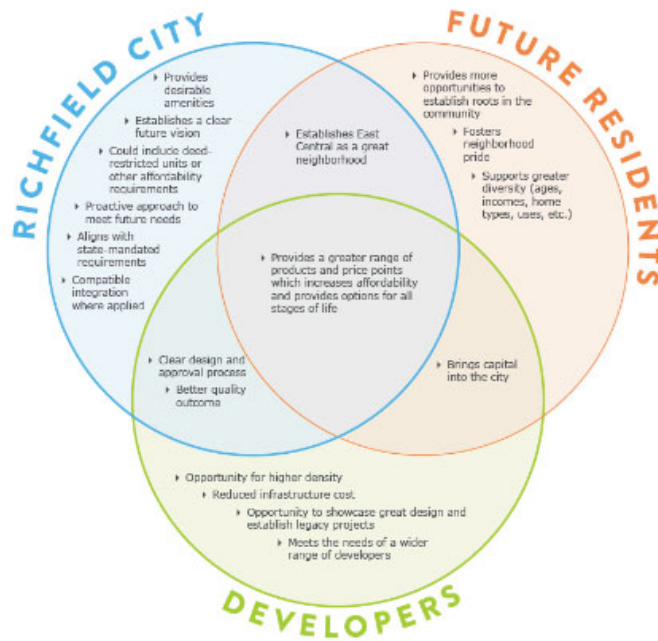 RICHFIELD CITY
FUTURE RESIDENTS
Provides
desirable
amenities
Establishes a clear
future vision
Could include deed-
restricted units or
other affordability
requirements
Proactive approach to
meet future needs
Aligns with
state-mandated
requirements
Compatible
integration
where applied
Establishes East
Central as a great
neighborhood
Provides more
opportunities to
establish roots in the
community
Fosters
neighborhood
pride
Supports greater
diversity (ages,
incomes, home
types, uses, etc.)
Provides a greater range of
products and price points
which increases affordability
and provides options for all
stages of life
Clear design and
approval process
Better quality
outcome
Brings capital
into the city
Opportunity for higher density
Reduced infrastructure cost
Opportunity to showcase great design and
establish legacy projects
Meets the needs of a wider
range of developers
DEVELOPERS